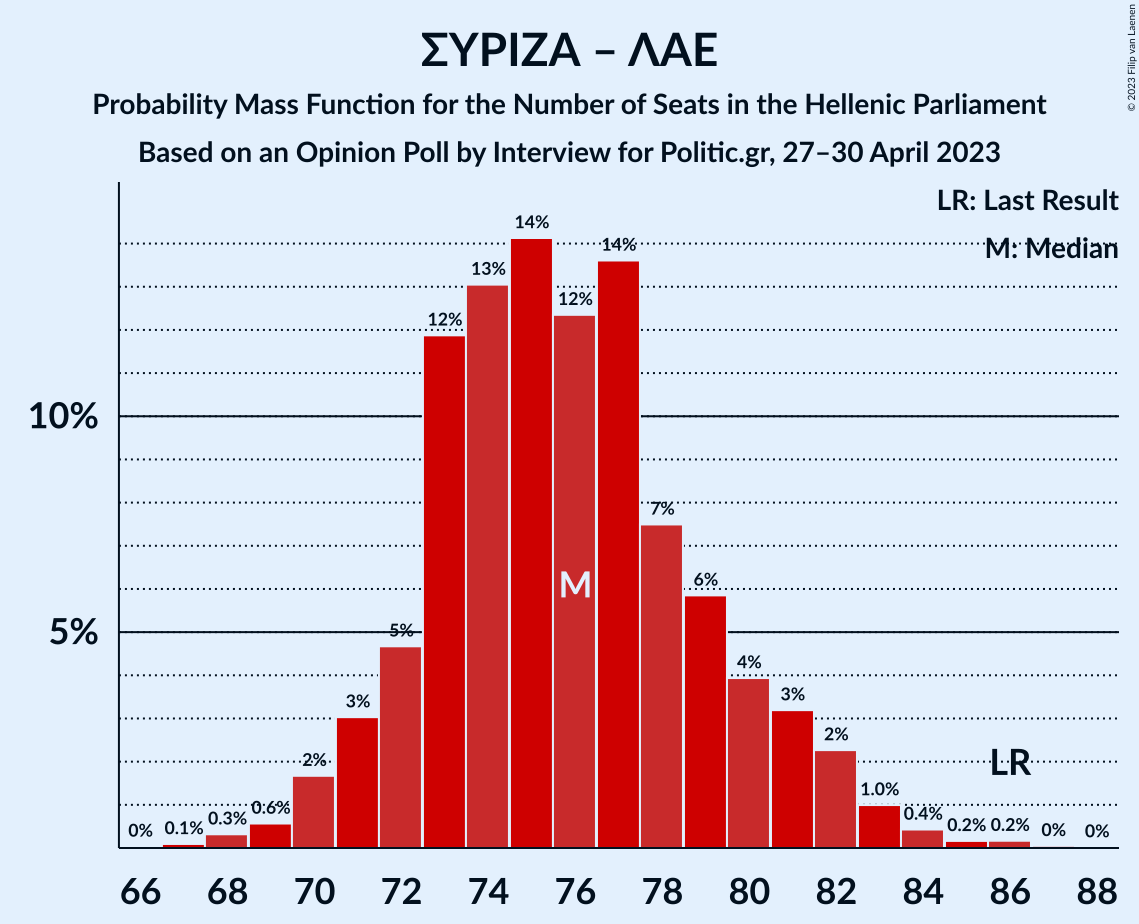 ΣΥΡΙΖΑ – ΛΑΕ
Probability Mass Function for the Number of Seats in the Hellenic Parliament
Based on an Opinion Poll by Interview for Politic.gr, 27–30 April 2023
© 2023 Filip van Laenen
LR: Last Result
M: Median
14%
14%
13%
12%
12%
10%
7%
6%
M
5%
5%
4%
3%
3%
2%
2%
LR
1.0%
0.6%
0.4%
0.3%
0.2%
0.2%
0.1%
0%
0%
0%
66 68 70 72 74 76 78 80 82 84 86 88